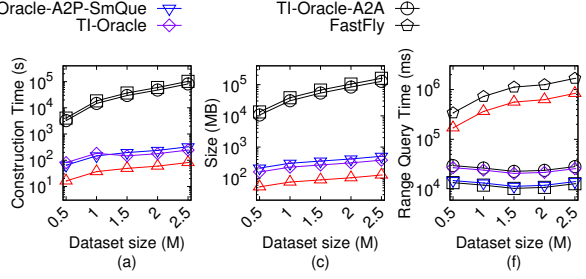 Oracle-A2P-SmQue TI-Oracle-A2A
TI-Oracle FastFly
Construction Time (s)
10^5
10^4
10^3
10^2
10^1
0.5 1 1.5 2 2.5
Dataset size (M)
(a)
Size (MB)
10^5
10^4
10^3
10^2
0.5 1 1.5 2 2.5
Dataset size (M)
(c)
Range Query Time (ms)
10^6
10^5
10^4
0.5 1 1.5 2 2.5
Dataset size (M)
(f)